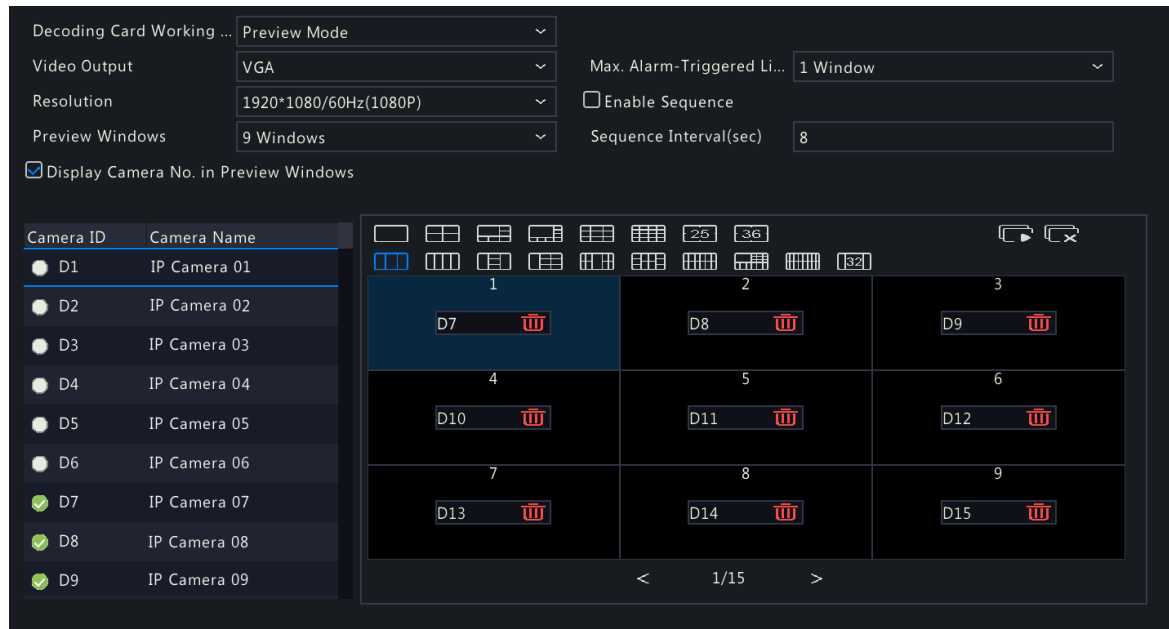 Decoding Card Working ... Preview Mode
Video Output VGA Max. Alarm-Triggered Li... 1 Window
Resolution 1920*1080/60Hz(1080P) Enable Sequence
Preview Windows 9 Windows Sequence Interval(sec) 8
Display Camera No. in Preview Windows
Camera ID Camera Name
D1 IP Camera 01
D2 IP Camera 02
D3 IP Camera 03
D4 IP Camera 04
D5 IP Camera 05
D6 IP Camera 06
D7 IP Camera 07
D8 IP Camera 08
D9 IP Camera 09
25 36
32
1 2 3
D7 D8 D9
4 5 6
D10 D11 D12
7 8 9
D13 D14 D15
< 1/15 >